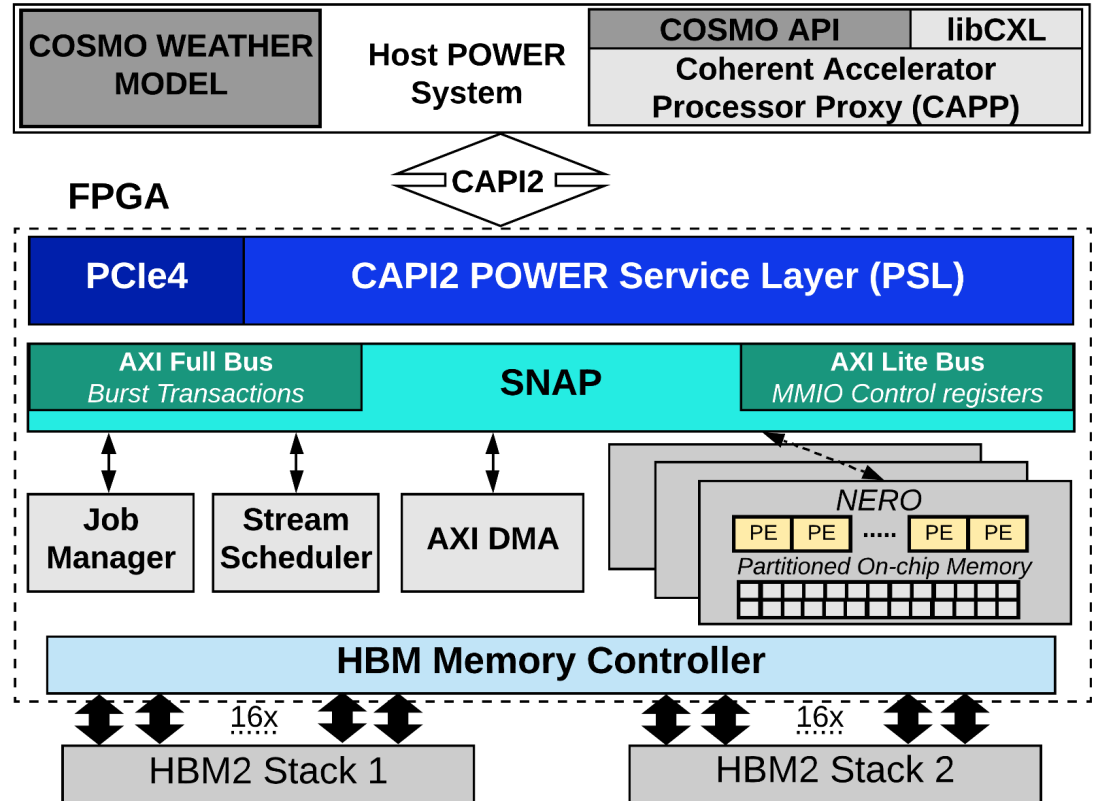 COSMO WEATHER
MODEL
Host POWER
System
COSMO API
libCXL
Coherent Accelerator
Processor Proxy (CAPP)
CAPI2
FPGA
PCIe4
CAPI2 POWER Service Layer (PSL)
AXI Full Bus
Burst Transactions
SNAP
AXI Lite Bus
MMIO Control registers
Job
Manager
Stream
Scheduler
AXI DMA
NERO
PE PE ..... PE PE
Partitioned On-chip Memory
HBM Memory Controller
16x
16x
HBM2 Stack 1
HBM2 Stack 2